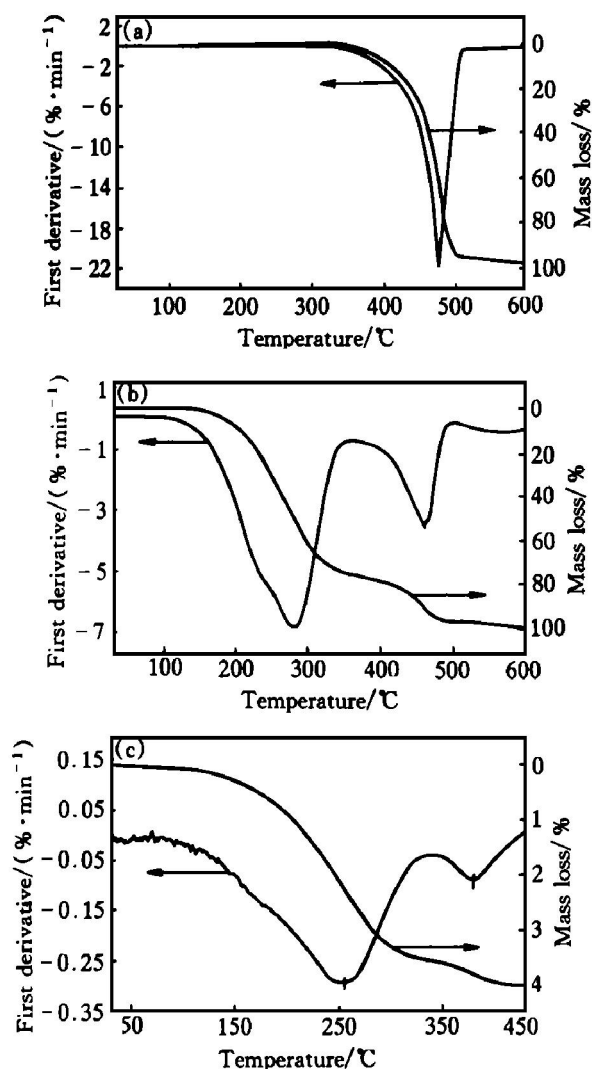 (a)
2
-2
-6
-10
-14
-18
-22
First derivative/(%·min⁻¹)
0
20
40
60
80
100
Mass loss/%
100 200 300 400 500 600
Temperature/℃
(b)
1
-1
-3
-5
-7
First derivative/(%·min⁻¹)
0
20
40
60
80
100
Mass loss/%
100 200 300 400 500 600
Temperature/℃
(c)
0.15
0.05
-0.05
-0.15
-0.25
-0.35
First derivative/(%·min⁻¹)
0
1
2
3
4
Mass loss/%
50 150 250 350 450
Temperature/℃